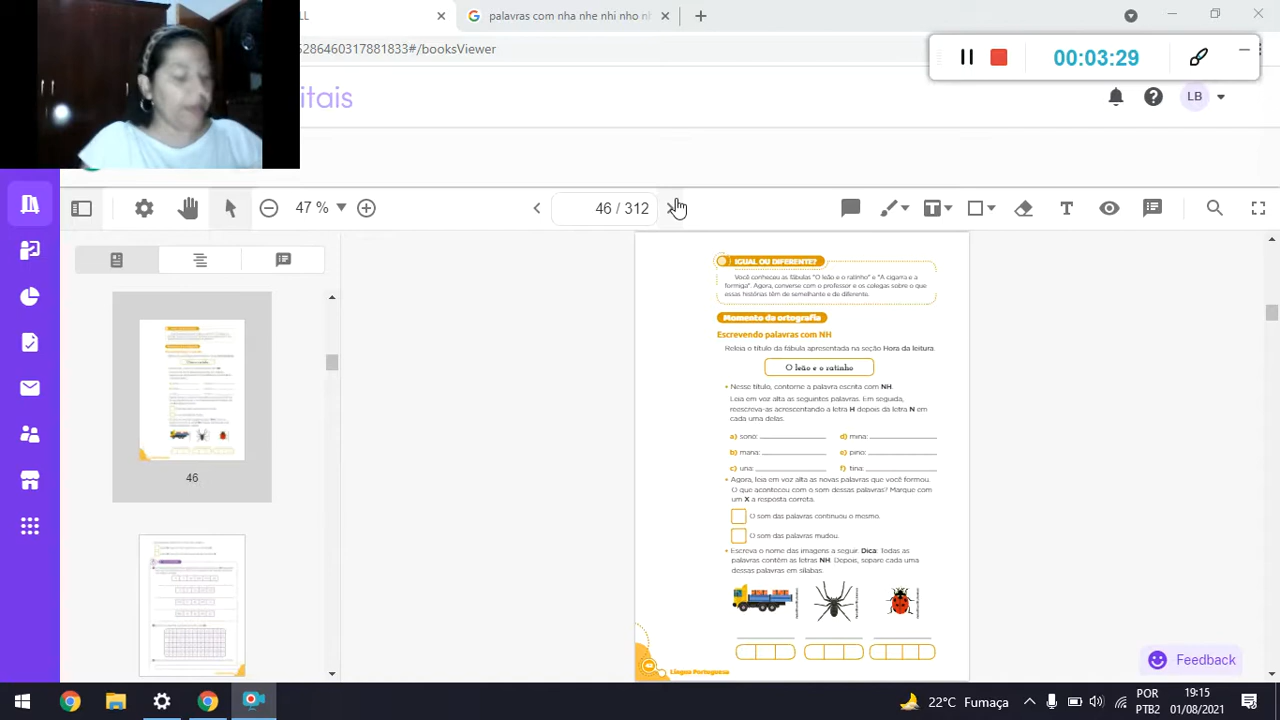 palavras com nha nhe nhi nho nh
5286460317881833#/booksViewer
00:03:29
itais
LB
47 %
46 / 312
IGUAL OU DIFERENTE?
Você conheceu as fábulas "O leão e o ratinho" e "A cigarra e a
formiga". Agora, converse com o professor e os colegas sobre o que
essas histórias têm de semelhante e de diferente.
Momento da ortografia
Escrevendo palavras com NH
Releia o título da fábula apresentada na seção Hora da leitura.
O leão e o ratinho
• Nesse título, contorne a palavra escrita com NH.
Leia em voz alta as seguintes palavras. Em seguida,
reescreva-as acrescentando a letra H depois da letra N em
cada uma delas.
a) sono:
d) mina:
b) mana:
e) pino:
c) una:
f) tina:
• Agora, leia em voz alta as novas palavras que você formou.
O que aconteceu com o som dessas palavras? Marque com
um X a resposta correta.
O som das palavras continuou o mesmo.
O som das palavras mudou.
• Escreva o nome das imagens a seguir. Dica: Todas as
palavras contêm as letras NH. Depois, separe cada uma
dessas palavras em sílabas.
Língua Portuguesa
46
Feedback
22°C Fumaça
POR
PTB2
19:15
01/08/2021